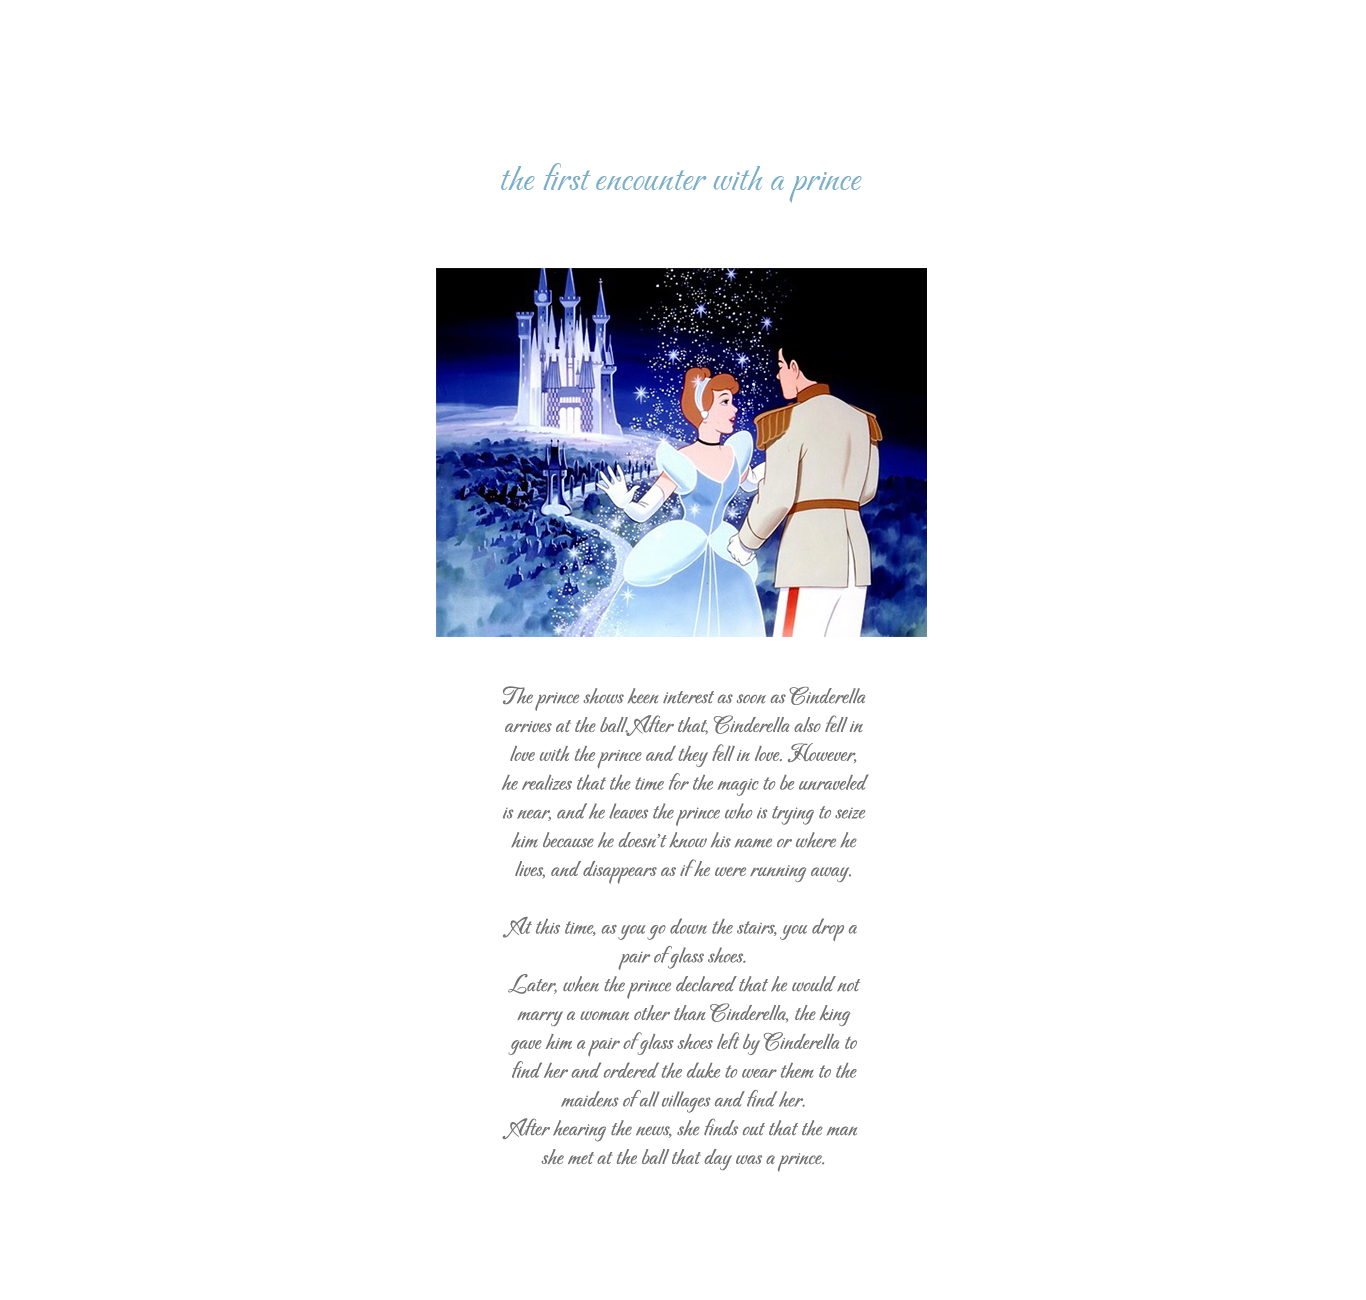 the first encounter with a prince
The prince shows keen interest as soon as Cinderella
arrives at the ball.After that, Cinderella also fell in
love with the prince and they fell in love. However,
he realizes that the time for the magic to be unraveled
is near, and he leaves the prince who is trying to seize
him because he doesn't know his name or where he
lives, and disappears as if he were running away.
At this time, as you go down the stairs, you drop a
pair of glass shoes.
Later, when the prince declared that he would not
marry a woman other than Cinderella, the king
gave him a pair of glass shoes left by Cinderella to
find her and ordered the duke to wear them to the
maidens of all villages and find her.
After hearing the news, she finds out that the man
she met at the ball that day was a prince.